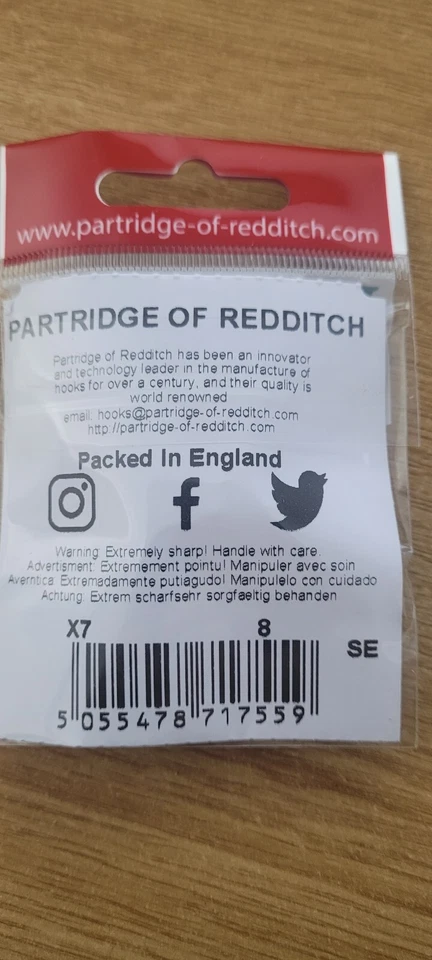 www.partridge-of-redditch.com
PARTRIDGE OF REDDITCH
Partridge of Redditch has been an innovator
and technology leader in the manufacture of
hooks for over a century, and their quality is
world renowned
email: hooks@partridge-of-redditch.com
http://partridge-of-redditch.com
Packed In England
Warning: Extremely sharp! Handle with care.
Advertisment: Extremement pointu! Manipuler avec soin
Averntica: Extremadamente putiagudo! Manipulelo con cuidado
Achtung: Extrem scharfsehr sorgfaeltig behanden
X7 8
SE
5 055478 717559